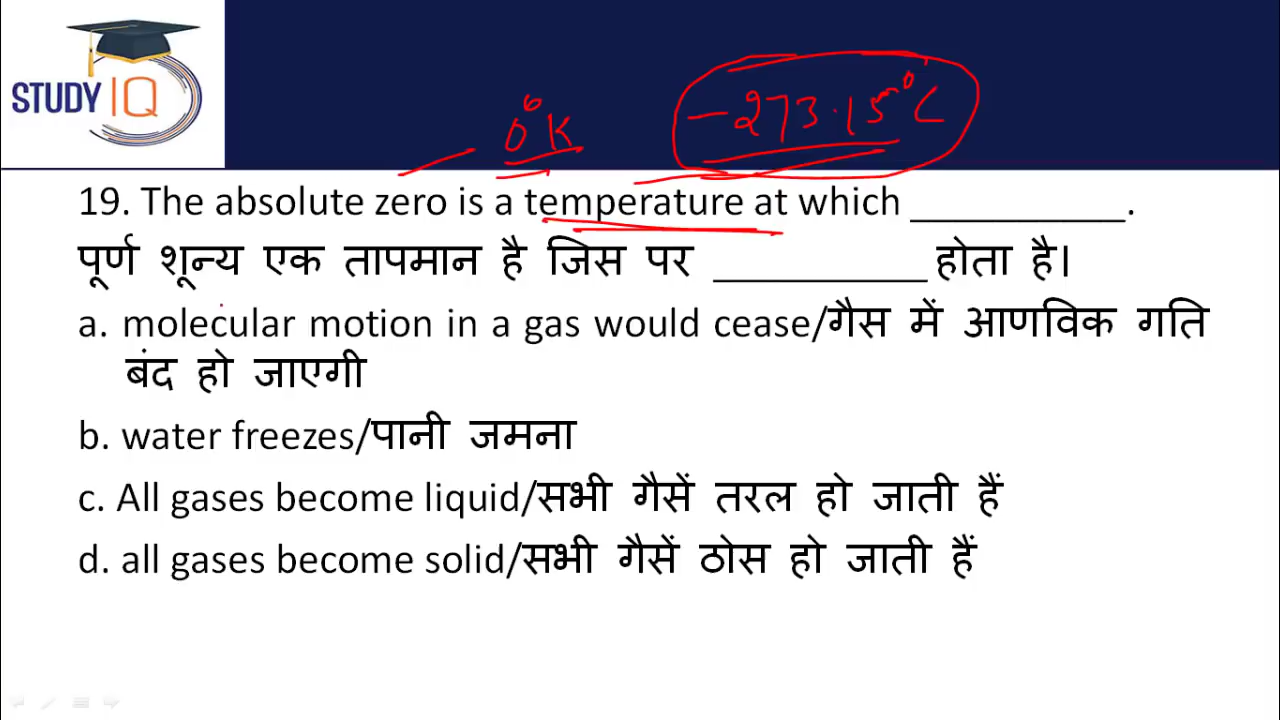 STUDY IQ
0°K
-273.15°C
19. The absolute zero is a temperature at which ___________.
पूर्ण शून्य एक तापमान है जिस पर ___________ होता है।
a. molecular motion in a gas would cease/गैस में आणविक गति
बंद हो जाएगी
b. water freezes/पानी जमना
c. All gases become liquid/सभी गैसें तरल हो जाती हैं
d. all gases become solid/सभी गैसें ठोस हो जाती हैं